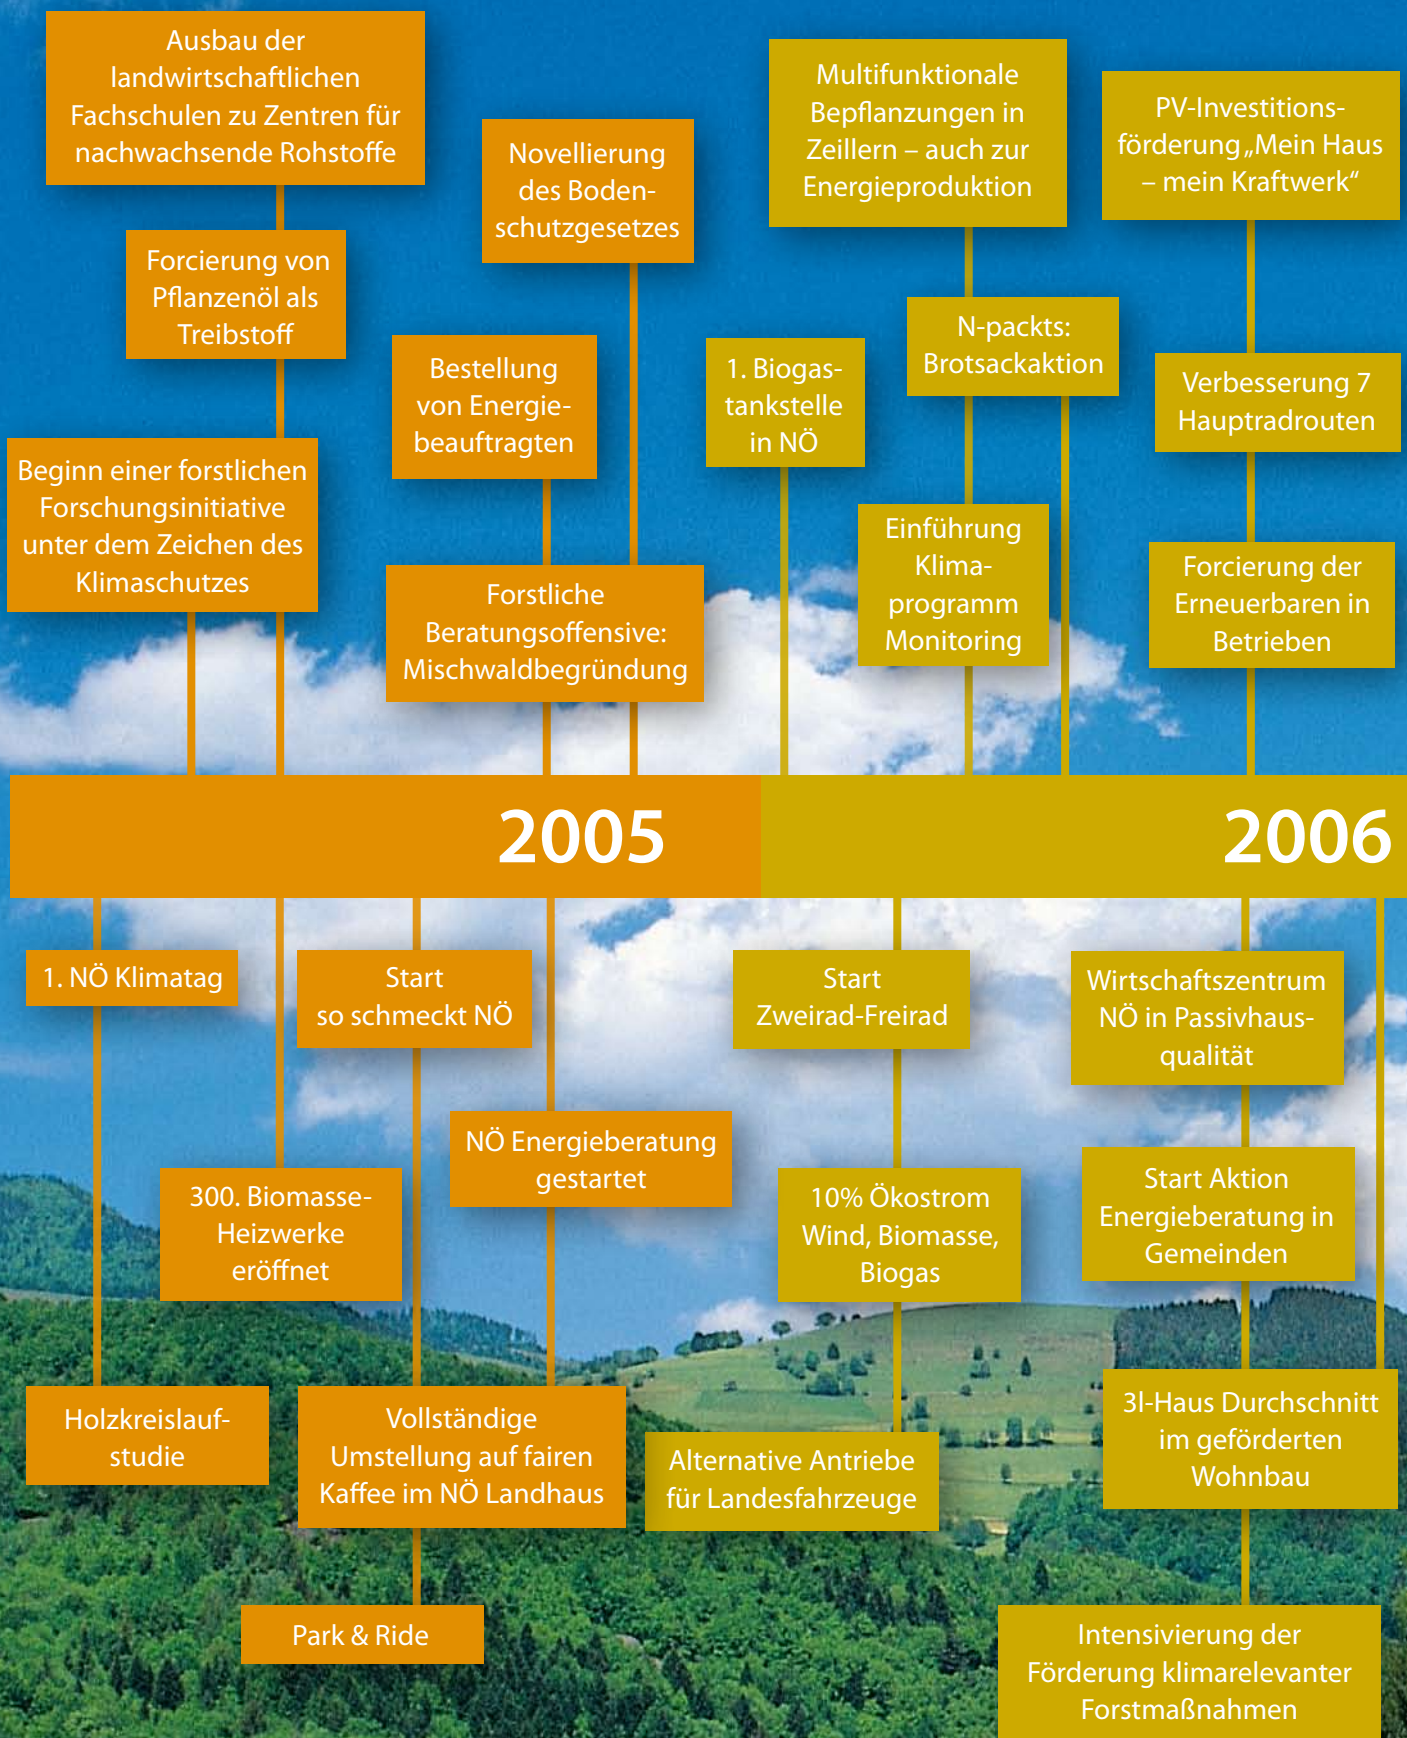 Ausbau der
landwirtschaftlichen
Fachschulen zu Zentren für
nachwachsende Rohstoffe
Forcierung von
Pflanzenöl als
Treibstoff
Beginn einer forstlichen
Forschungsinitiative
unter dem Zeichen des
Klimaschutzes
Novellierung
des Boden-
schutzgesetzes
Bestellung
von Energie-
beauftragten
Forstliche
Beratungsoffensive:
Mischwaldbegründung
Multifunktionale
Bepflanzungen in
Zeillern – auch zur
Energieproduktion
N-packts:
Brotsackaktion
1. Biogas-
tankstelle
in NÖ
Einführung
Klima-
programm
Monitoring
PV-Investitions-
förderung „Mein Haus
– mein Kraftwerk“
Verbesserung 7
Hauptradrouten
Forcierung der
Erneuerbaren in
Betrieben
2005
2006
1. NÖ Klimatag
Start
so schmeckt NÖ
NÖ Energieberatung
gestartet
300. Biomasse-
Heizwerke
eröffnet
Holzkreislauf-
studie
Vollständige
Umstellung auf fairen
Kaffee im NÖ Landhaus
Park & Ride
Start
Zweirad-Freirad
10% Ökostrom
Wind, Biomasse,
Biogas
Alternative Antriebe
für Landesfahrzeuge
Wirtschaftszentrum
NÖ in Passivhaus-
qualität
Start Aktion
Energieberatung in
Gemeinden
3l-Haus Durchschnitt
im geförderten
Wohnbau
Intensivierung der
Förderung klimarelevanter
Forstmaßnahmen